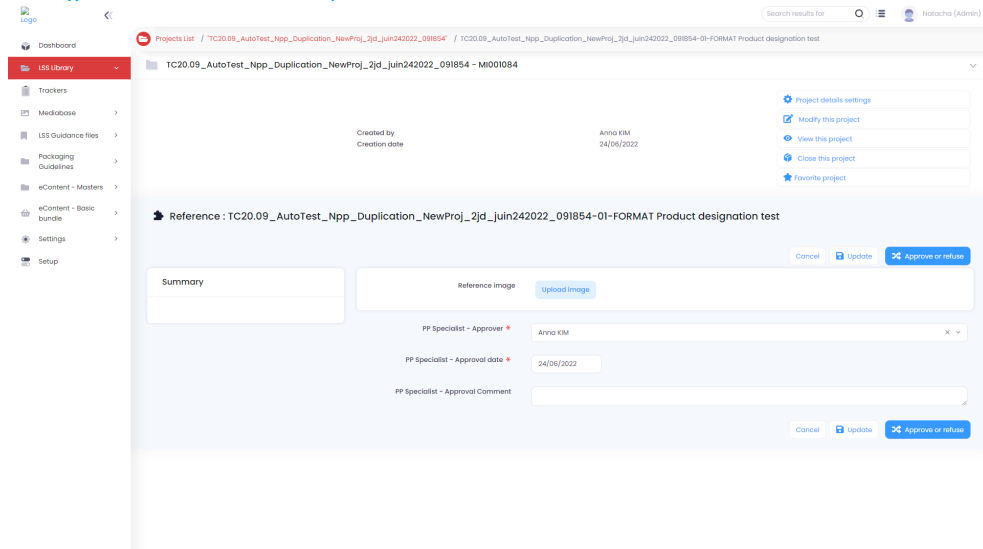 Logo
Search results for
Natacha (Admin)
Projects List / "TC20.09_AutoTest_Npp_Duplication_NewProj_2jd_juin242022_091854" / TC20.09_AutoTest_Npp_Duplication_NewProj_2jd_juin242022_091854-01-FORMAT Product designation test
Dashboard
LSS Library
Trackers
Mediabase
LSS Guidance files
Packaging
Guidelines
eContent - Masters
eContent - Basic
bundle
Settings
Setup
TC20.09_AutoTest_Npp_Duplication_NewProj_2jd_juin242022_091854 - MI001084
Project details settings
Modify this project
View this project
Close this project
Favorite project
Created by Anna KIM
Creation date 24/06/2022
Reference : TC20.09_AutoTest_Npp_Duplication_NewProj_2jd_juin242022_091854-01-FORMAT Product designation test
Cancel Update Approve or refuse
Summary
Reference image Upload image
PP Specialist - Approver * Anna KIM
PP Specialist - Approval date * 24/06/2022
PP Specialist - Approval Comment
Cancel Update Approve or refuse